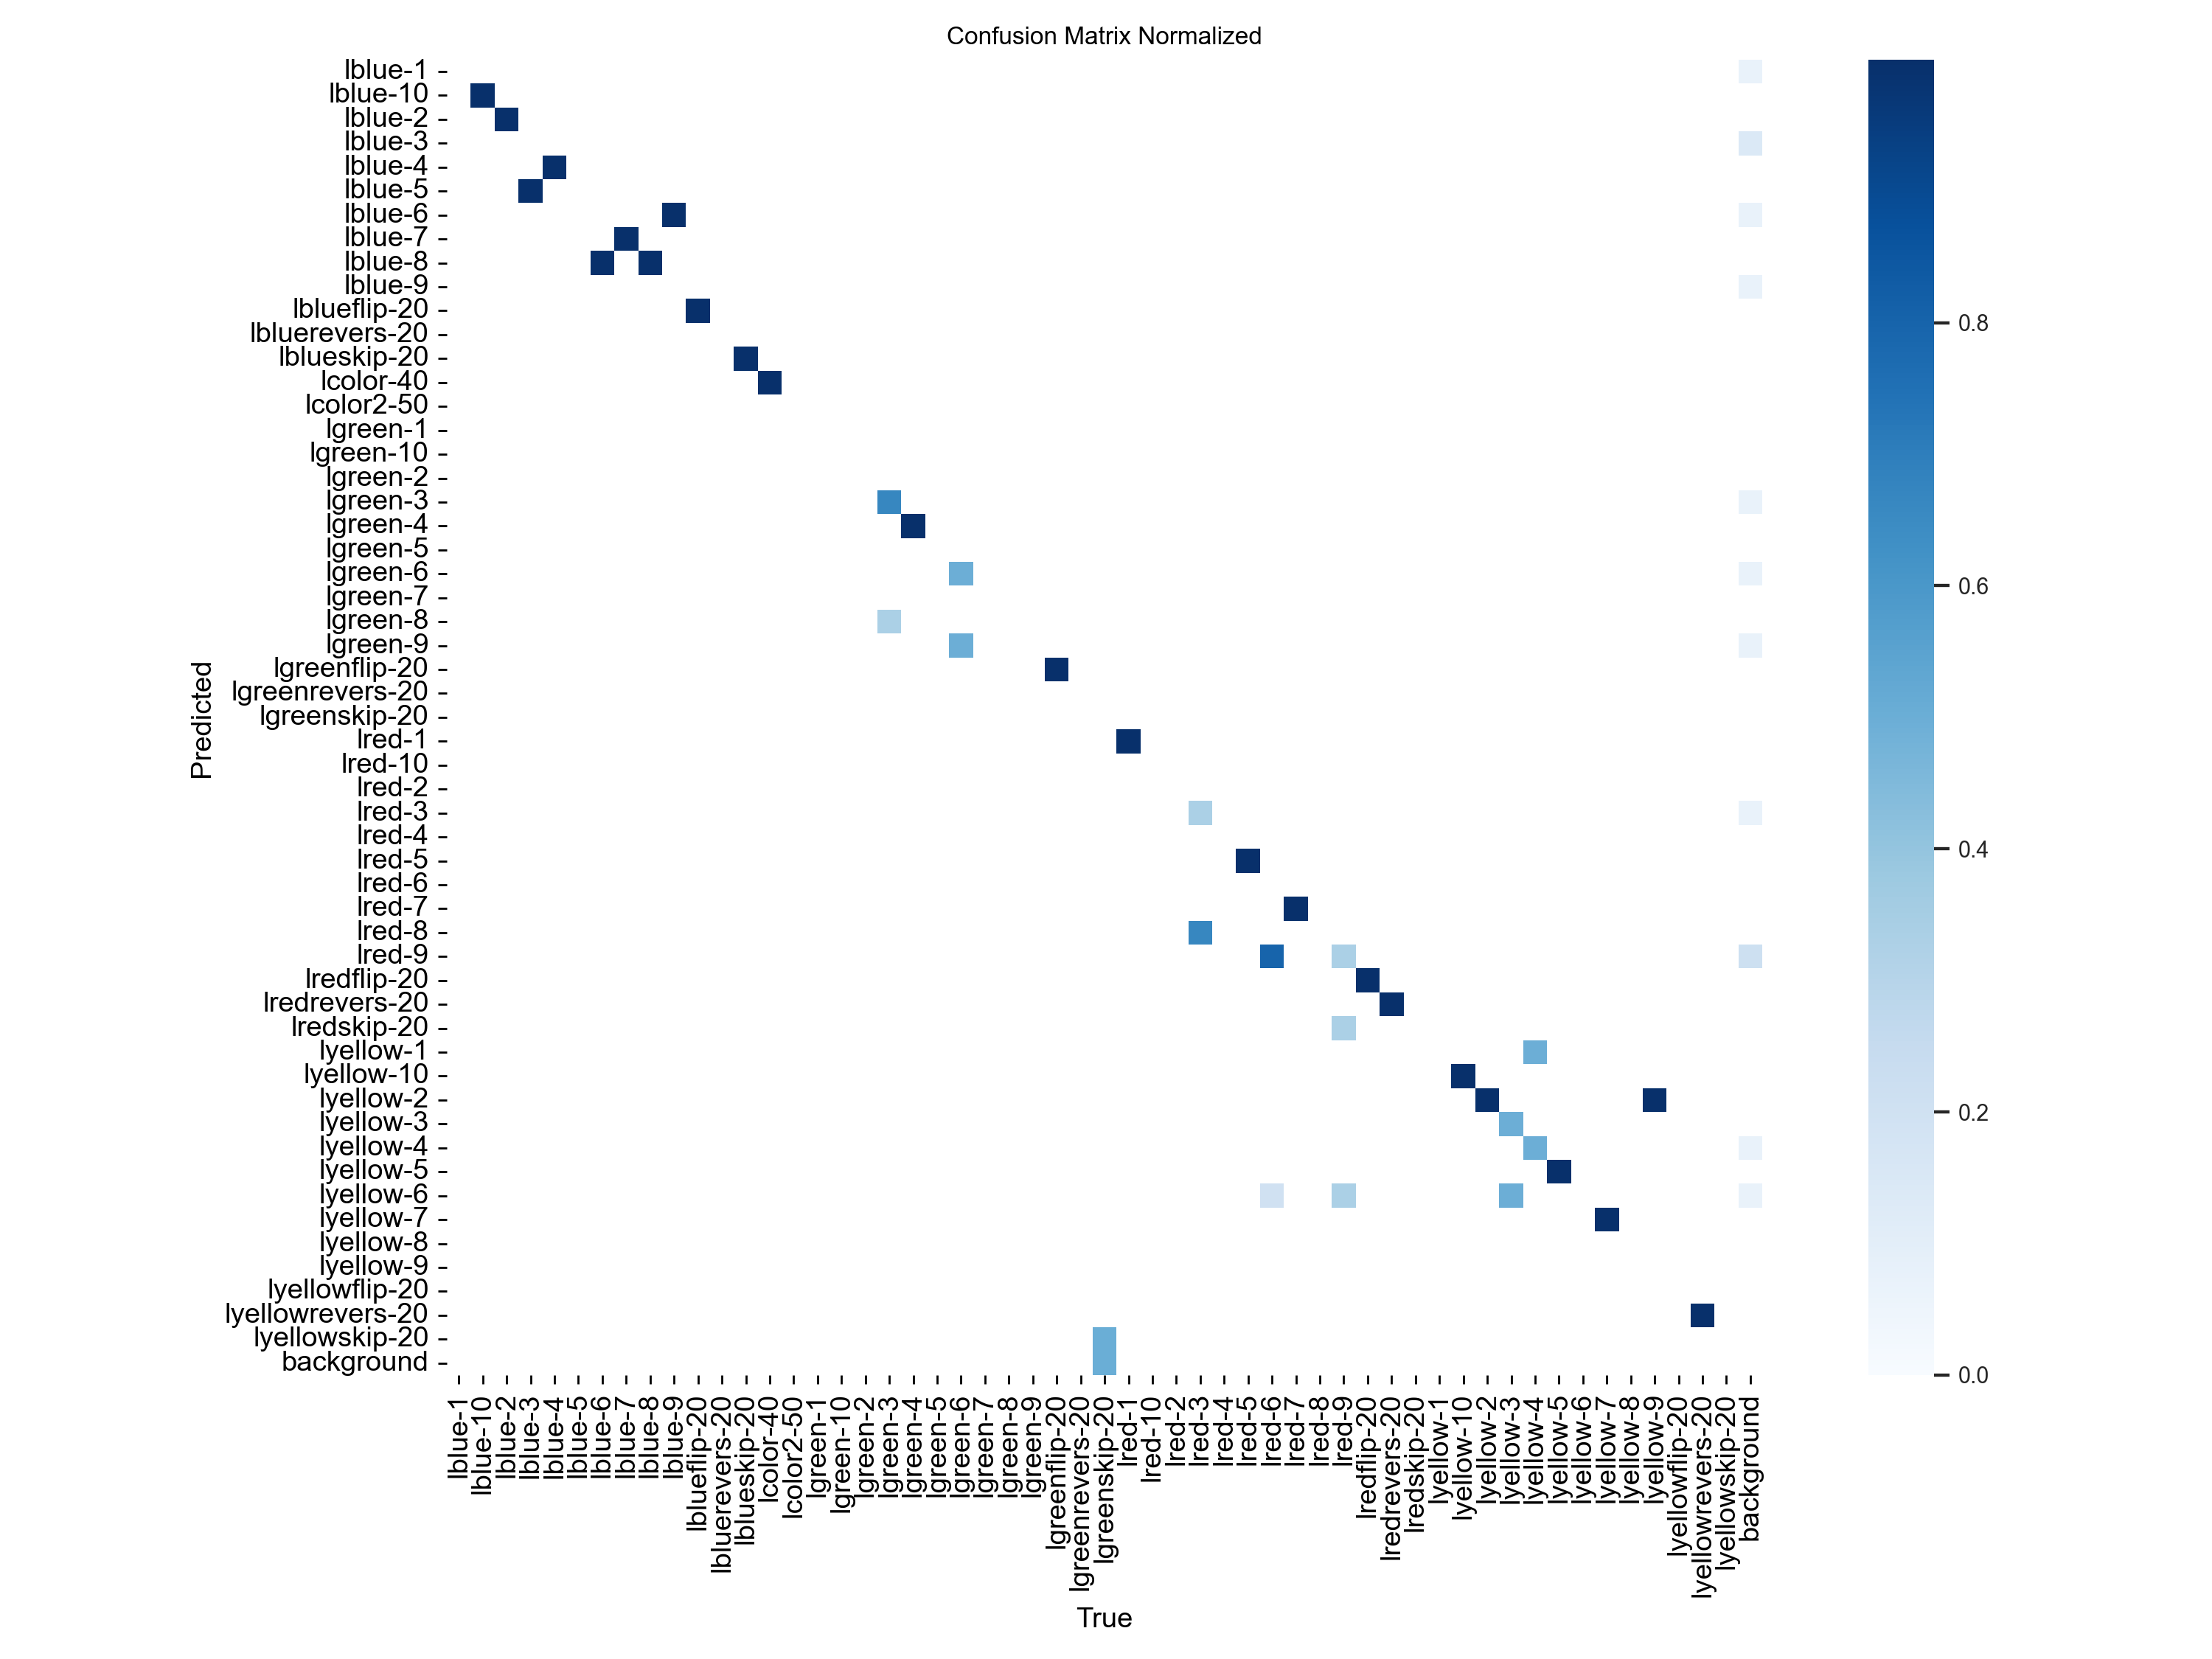 Confusion Matrix Normalized
lblue-1
lblue-10
lblue-2
lblue-3
lblue-4
lblue-5
lblue-6
lblue-7
lblue-8
lblue-9
lblueflip-20
lbluerevers-20
lblueskip-20
lcolor-40
lcolor2-50
lgreen-1
lgreen-10
lgreen-2
lgreen-3
lgreen-4
lgreen-5
lgreen-6
lgreen-7
lgreen-8
lgreen-9
lgreenflip-20
lgreenrevers-20
lgreenskip-20
lred-1
lred-10
lred-2
lred-3
lred-4
lred-5
lred-6
lred-7
lred-8
lred-9
lredflip-20
lredrevers-20
lredskip-20
lyellow-1
lyellow-10
lyellow-2
lyellow-3
lyellow-4
lyellow-5
lyellow-6
lyellow-7
lyellow-8
lyellow-9
lyellowflip-20
lyellowrevers-20
lyellowskip-20
background
Predicted
lblue-1
lblue-10
lblue-2
lblue-3
lblue-4
lblue-5
lblue-6
lblue-7
lblue-8
lblue-9
lblueflip-20
lbluerevers-20
lblueskip-20
lcolor-40
lcolor2-50
lgreen-1
lgreen-10
lgreen-2
lgreen-3
lgreen-4
lgreen-5
lgreen-6
lgreen-7
lgreen-8
lgreen-9
lgreenflip-20
lgreenrevers-20
lgreenskip-20
lred-1
lred-10
lred-2
lred-3
lred-4
lred-5
lred-6
lred-7
lred-8
lred-9
lredflip-20
lredrevers-20
lredskip-20
lyellow-1
lyellow-10
lyellow-2
lyellow-3
lyellow-4
lyellow-5
lyellow-6
lyellow-7
lyellow-8
lyellow-9
lyellowflip-20
lyellowrevers-20
lyellowskip-20
background
True
0.8
0.6
0.4
0.2
0.0